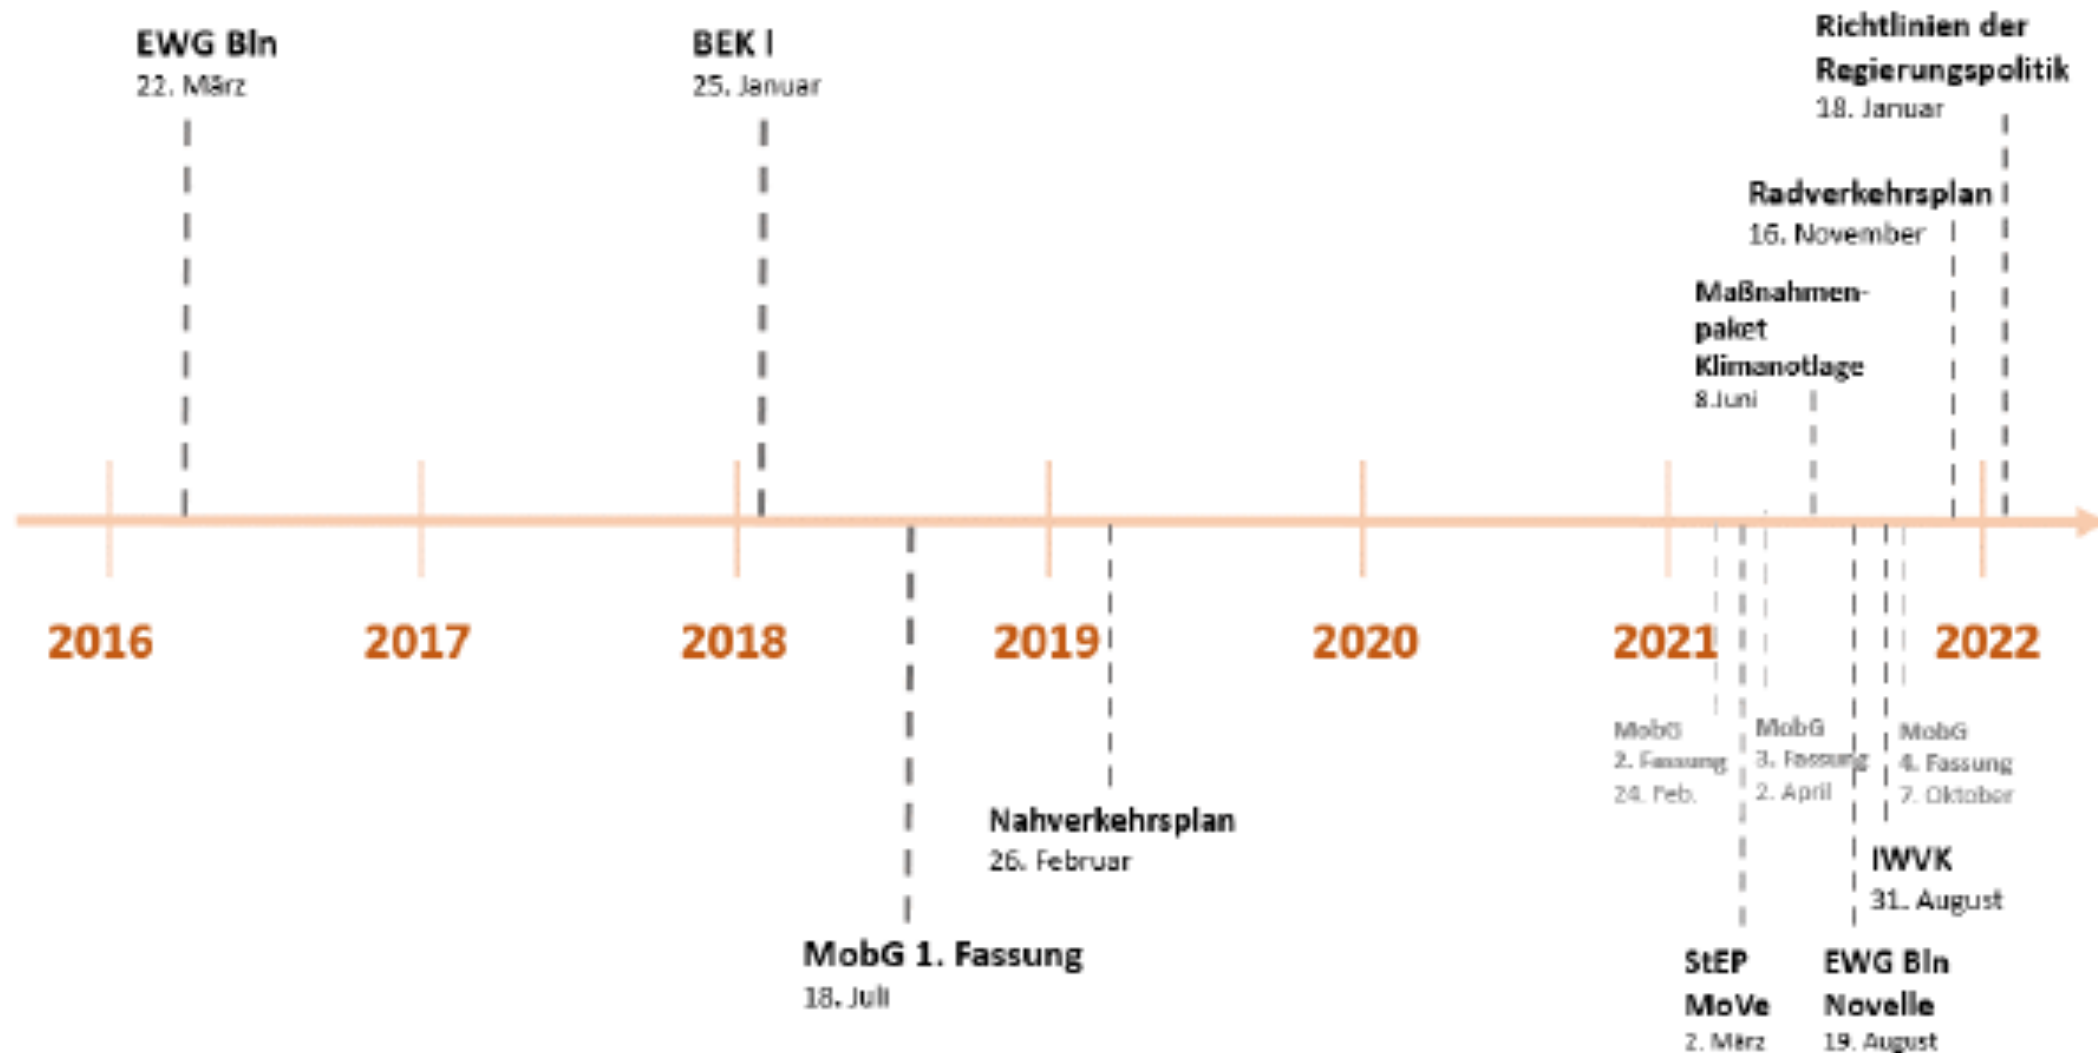 EWG Bln
22. März
BEK I
25. Januar
Richtlinien der
Regierungspolitik
18. Januar
Radverkehrsplan
16. November
Maßnahmen-
paket
Klimanotlage
8.Juni
2016
2017
2018
2019
2020
2021
2022
MobG
2. Fassung
24. Feb.
MobG
3. Fassung
2. April
MobG
4. Fassung
7. Oktober
Nahverkehrsplan
26. Februar
IWVK
31. August
MobG 1. Fassung
18. Juli
StEP
MoVe
2. März
EWG Bln
Novelle
19. August